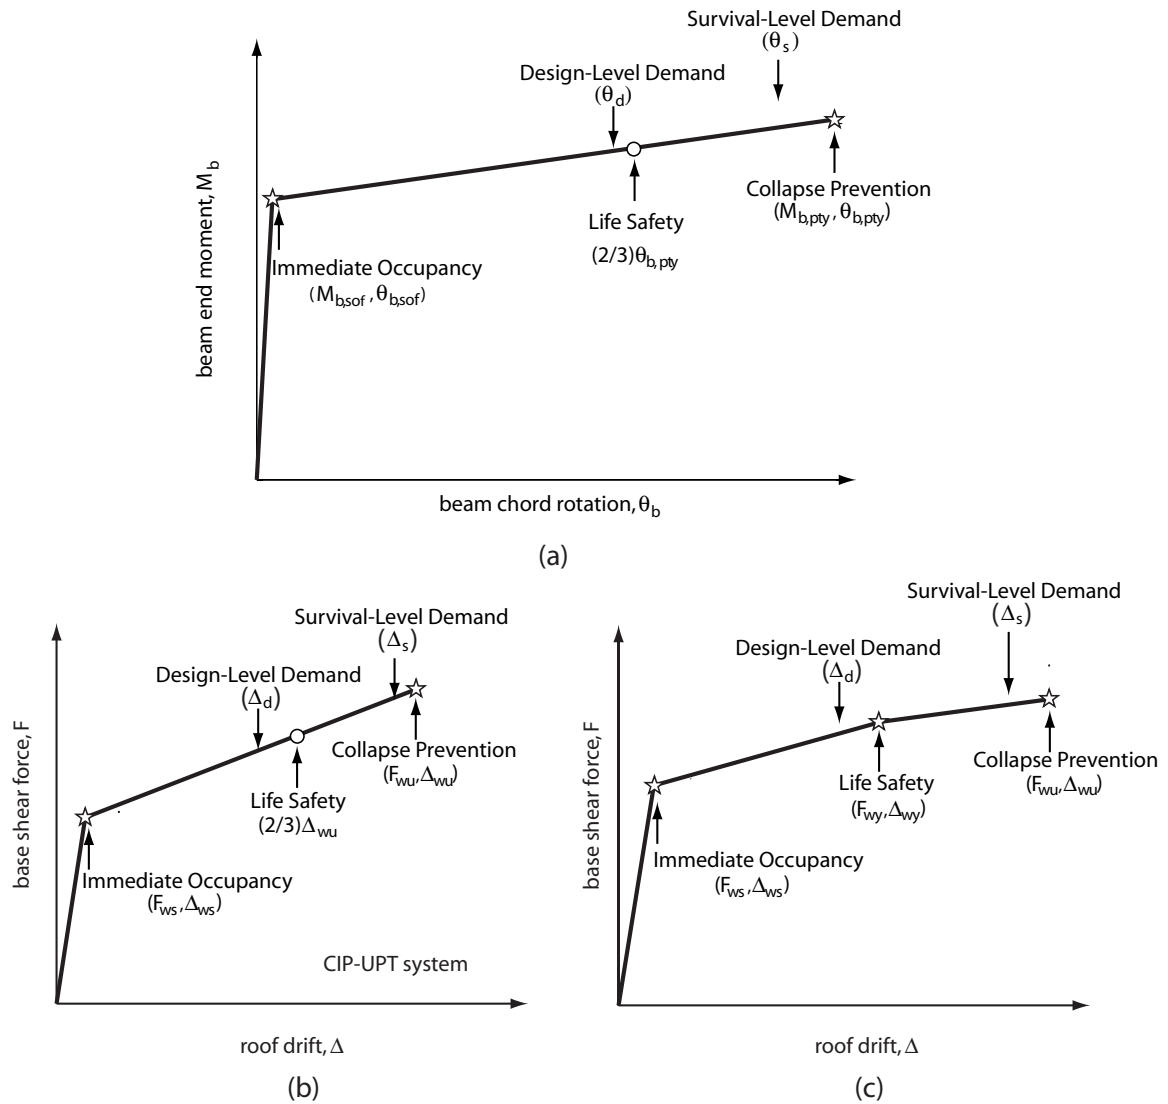 Survival-Level Demand
(θs)
Design-Level Demand
(θd)
Collapse Prevention
(Mb,pty, θb,pty)
Life Safety
(2/3)θb,pty
Immediate Occupancy
(Mb,sof, θb,sof)
beam end moment, Mb
beam chord rotation, θb
(a)
Survival-Level Demand
(Δs)
Design-Level Demand
(Δd)
Collapse Prevention
(Fwu, Δwu)
Life Safety
(2/3)Δwu
Immediate Occupancy
(Fws, Δws)
base shear force, F
CIP-UPT system
roof drift, Δ
(b)
Survival-Level Demand
(Δs)
Design-Level Demand
(Δd)
Collapse Prevention
(Fwu, Δwu)
Life Safety
(Fwy, Δwy)
Immediate Occupancy
(Fws, Δws)
base shear force, F
roof drift, Δ
(c)